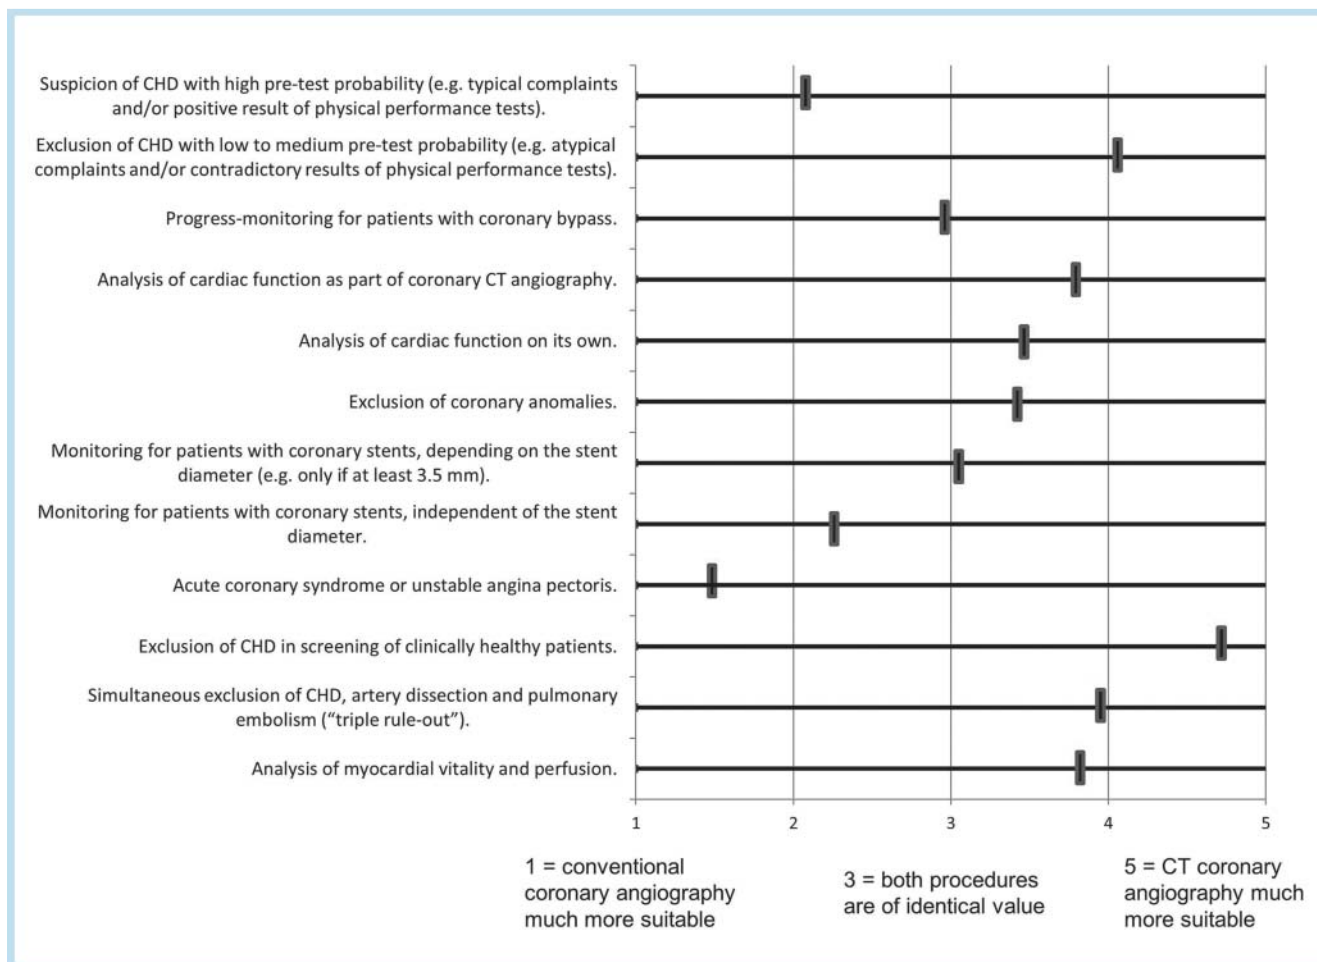 Suspicion of CHD with high pre-test probability (e.g. typical complaints
and/or positive result of physical performance tests).
Exclusion of CHD with low to medium pre-test probability (e.g. atypical
complaints and/or contradictory results of physical performance tests).
Progress-monitoring for patients with coronary bypass.
Analysis of cardiac function as part of coronary CT angiography.
Analysis of cardiac function on its own.
Exclusion of coronary anomalies.
Monitoring for patients with coronary stents, depending on the stent
diameter (e.g. only if at least 3.5 mm).
Monitoring for patients with coronary stents, independent of the stent
diameter.
Acute coronary syndrome or unstable angina pectoris.
Exclusion of CHD in screening of clinically healthy patients.
Simultaneous exclusion of CHD, artery dissection and pulmonary
embolism (“triple rule-out”).
Analysis of myocardial vitality and perfusion.
1 2 3 4 5
1 = conventional
coronary angiography
much more suitable
3 = both procedures
are of identical value
5 = CT coronary
angiography much
more suitable